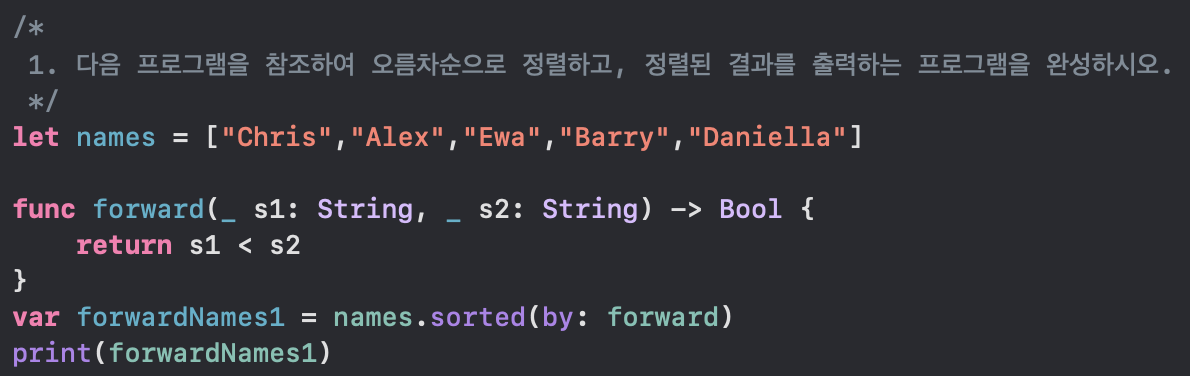 /*
 1. 다음 프로그램을 참조하여 오름차순으로 정렬하고, 정렬된 결과를 출력하는 프로그램을 완성하시오.
 */
let names = ["Chris","Alex","Ewa","Barry","Daniella"]

func forward(_ s1: String, _ s2: String) -> Bool {
    return s1 < s2
}
var forwardNames1 = names.sorted(by: forward)
print(forwardNames1)